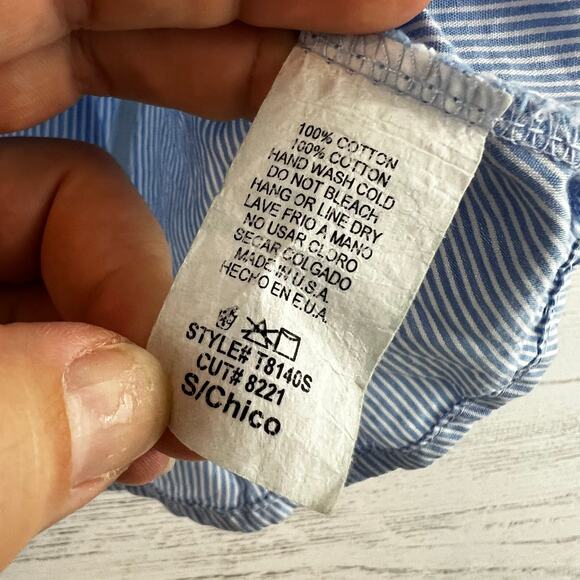 100% COTTON
100% COTTON
HAND WASH COLD
DO NOT BLEACH
HANG OR LINE DRY
LAVE FRIO A MANO
NO USAR CLORO
SECAR COLGADO
MADE IN U.S.A.
HECHO EN E.U.A.
STYLE# T8140S
CUT# 8221
S/Chico